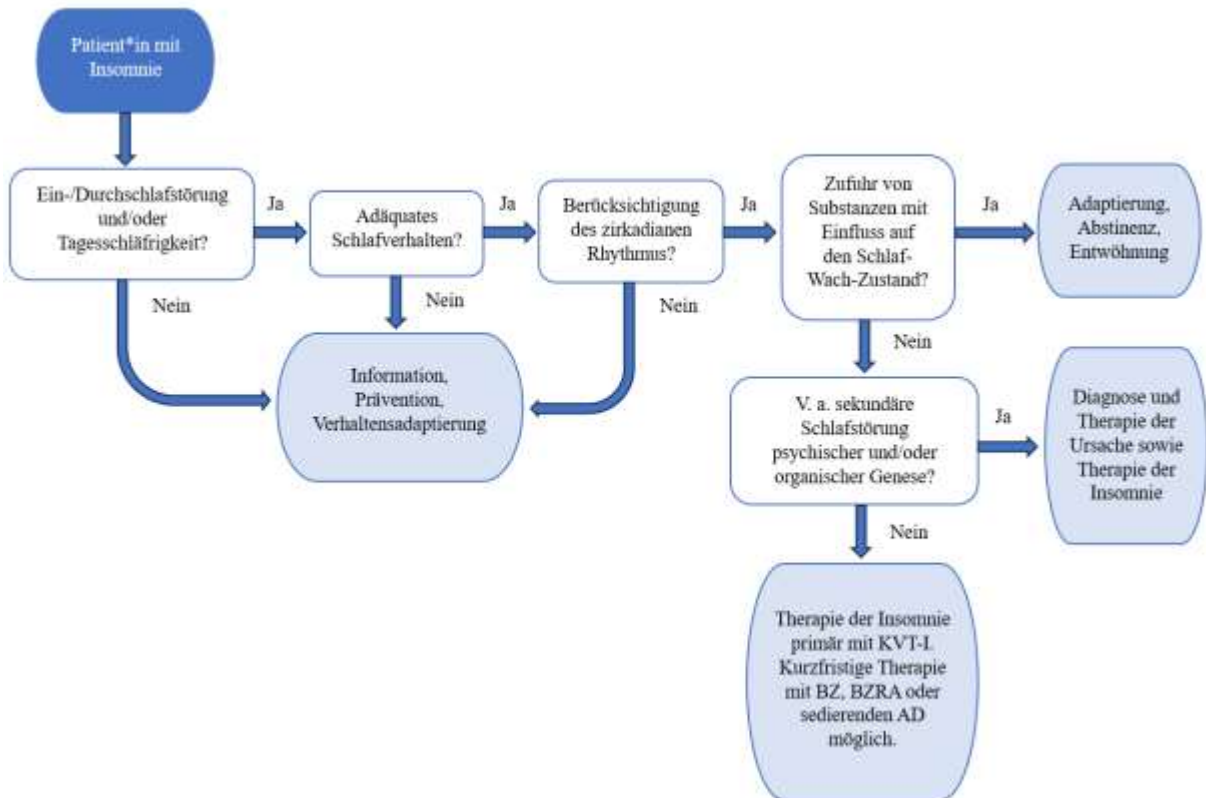 Patient*in mit
Insomnie
Ein-/Durchschlafstörung
und/oder
Tagesschläfrigkeit?
Ja
Nein
Adäquates
Schlafverhalten?
Ja
Nein
Berücksichtigung
des zirkadianen
Rhythmus?
Ja
Nein
Zufuhr von
Substanzen mit
Einfluss auf
den Schlaf-
Wach-Zustand?
Ja
Nein
Adaptierung,
Abstinenz,
Entwöhnung
Information,
Prävention,
Verhaltensadaptierung
V. a. sekundäre
Schlafstörung
psychischer und/oder
organischer Genese?
Ja
Nein
Diagnose und
Therapie der
Ursache sowie
Therapie der
Insomnie
Therapie der Insomnie
primär mit KVT-I.
Kurzfristige Therapie
mit BZ, BZRA oder
sedierenden AD
möglich.